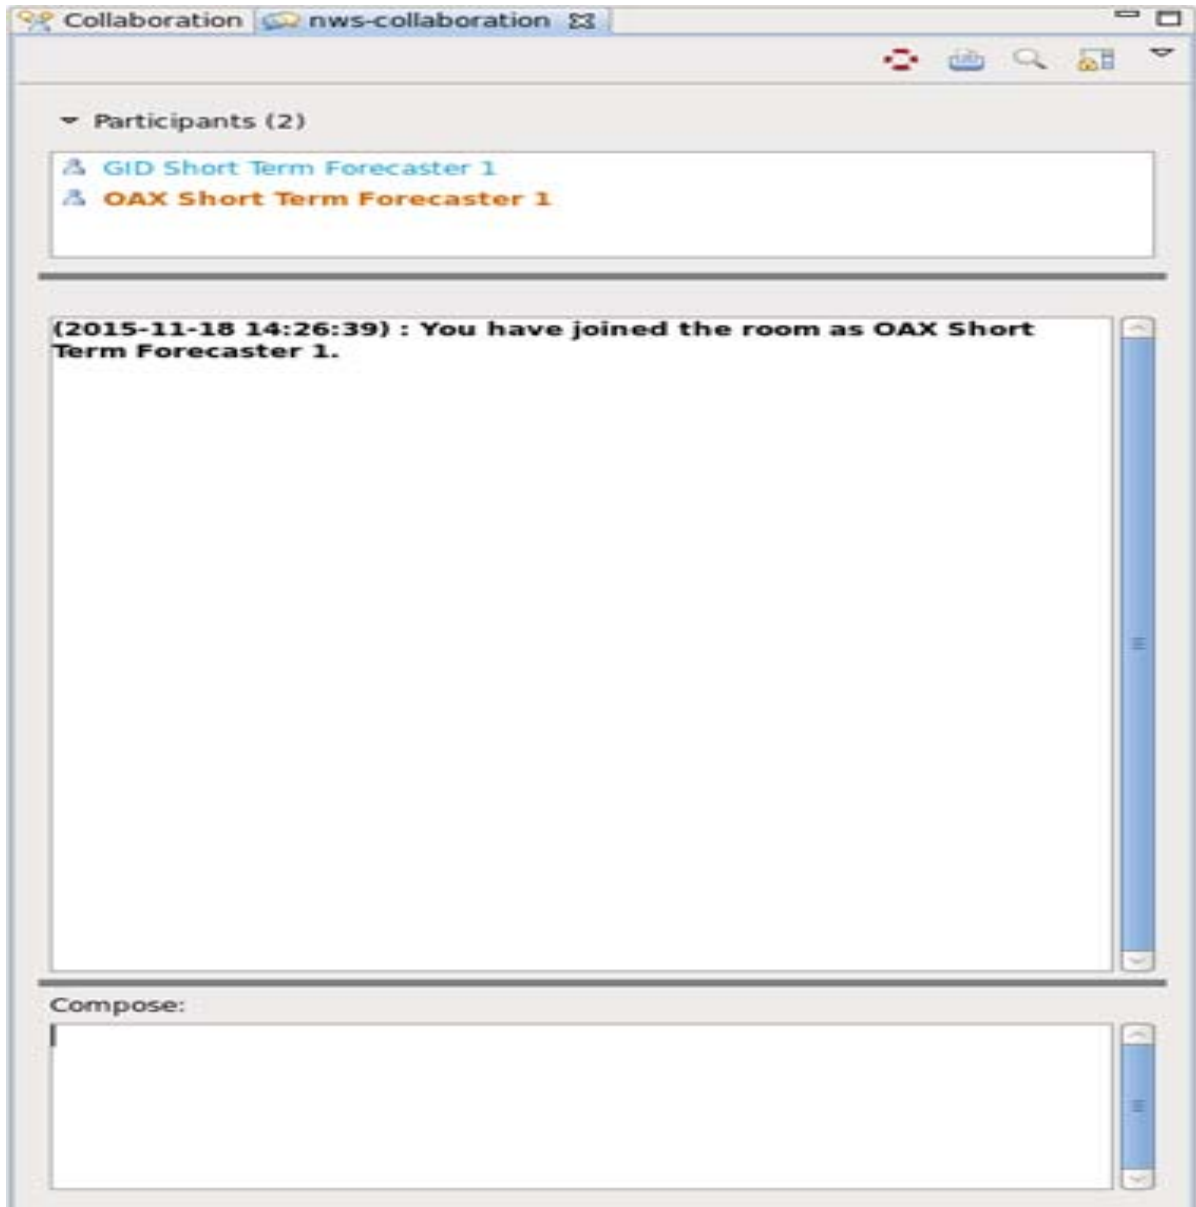 Collaboration nws-collaboration
Participants (2)
GID Short Term Forecaster 1
OAX Short Term Forecaster 1
(2015-11-18 14:26:39) : You have joined the room as OAX Short
Term Forecaster 1.
Compose: